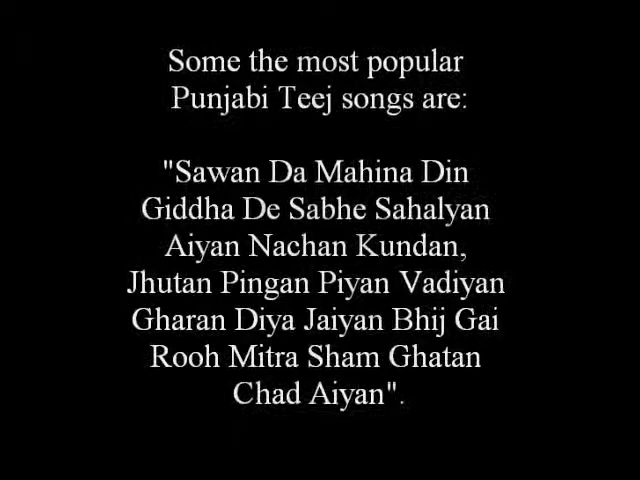 Some the most popular
Punjabi Teej songs are:
"Sawan Da Mahina Din
Giddha De Sabhe Sahalyan
Aiyan Nachan Kundan,
Jhutan Pingan Piyan Vadiyan
Gharan Diya Jaiyan Bhij Gai
Rooh Mitra Sham Ghatan
Chad Aiyan".